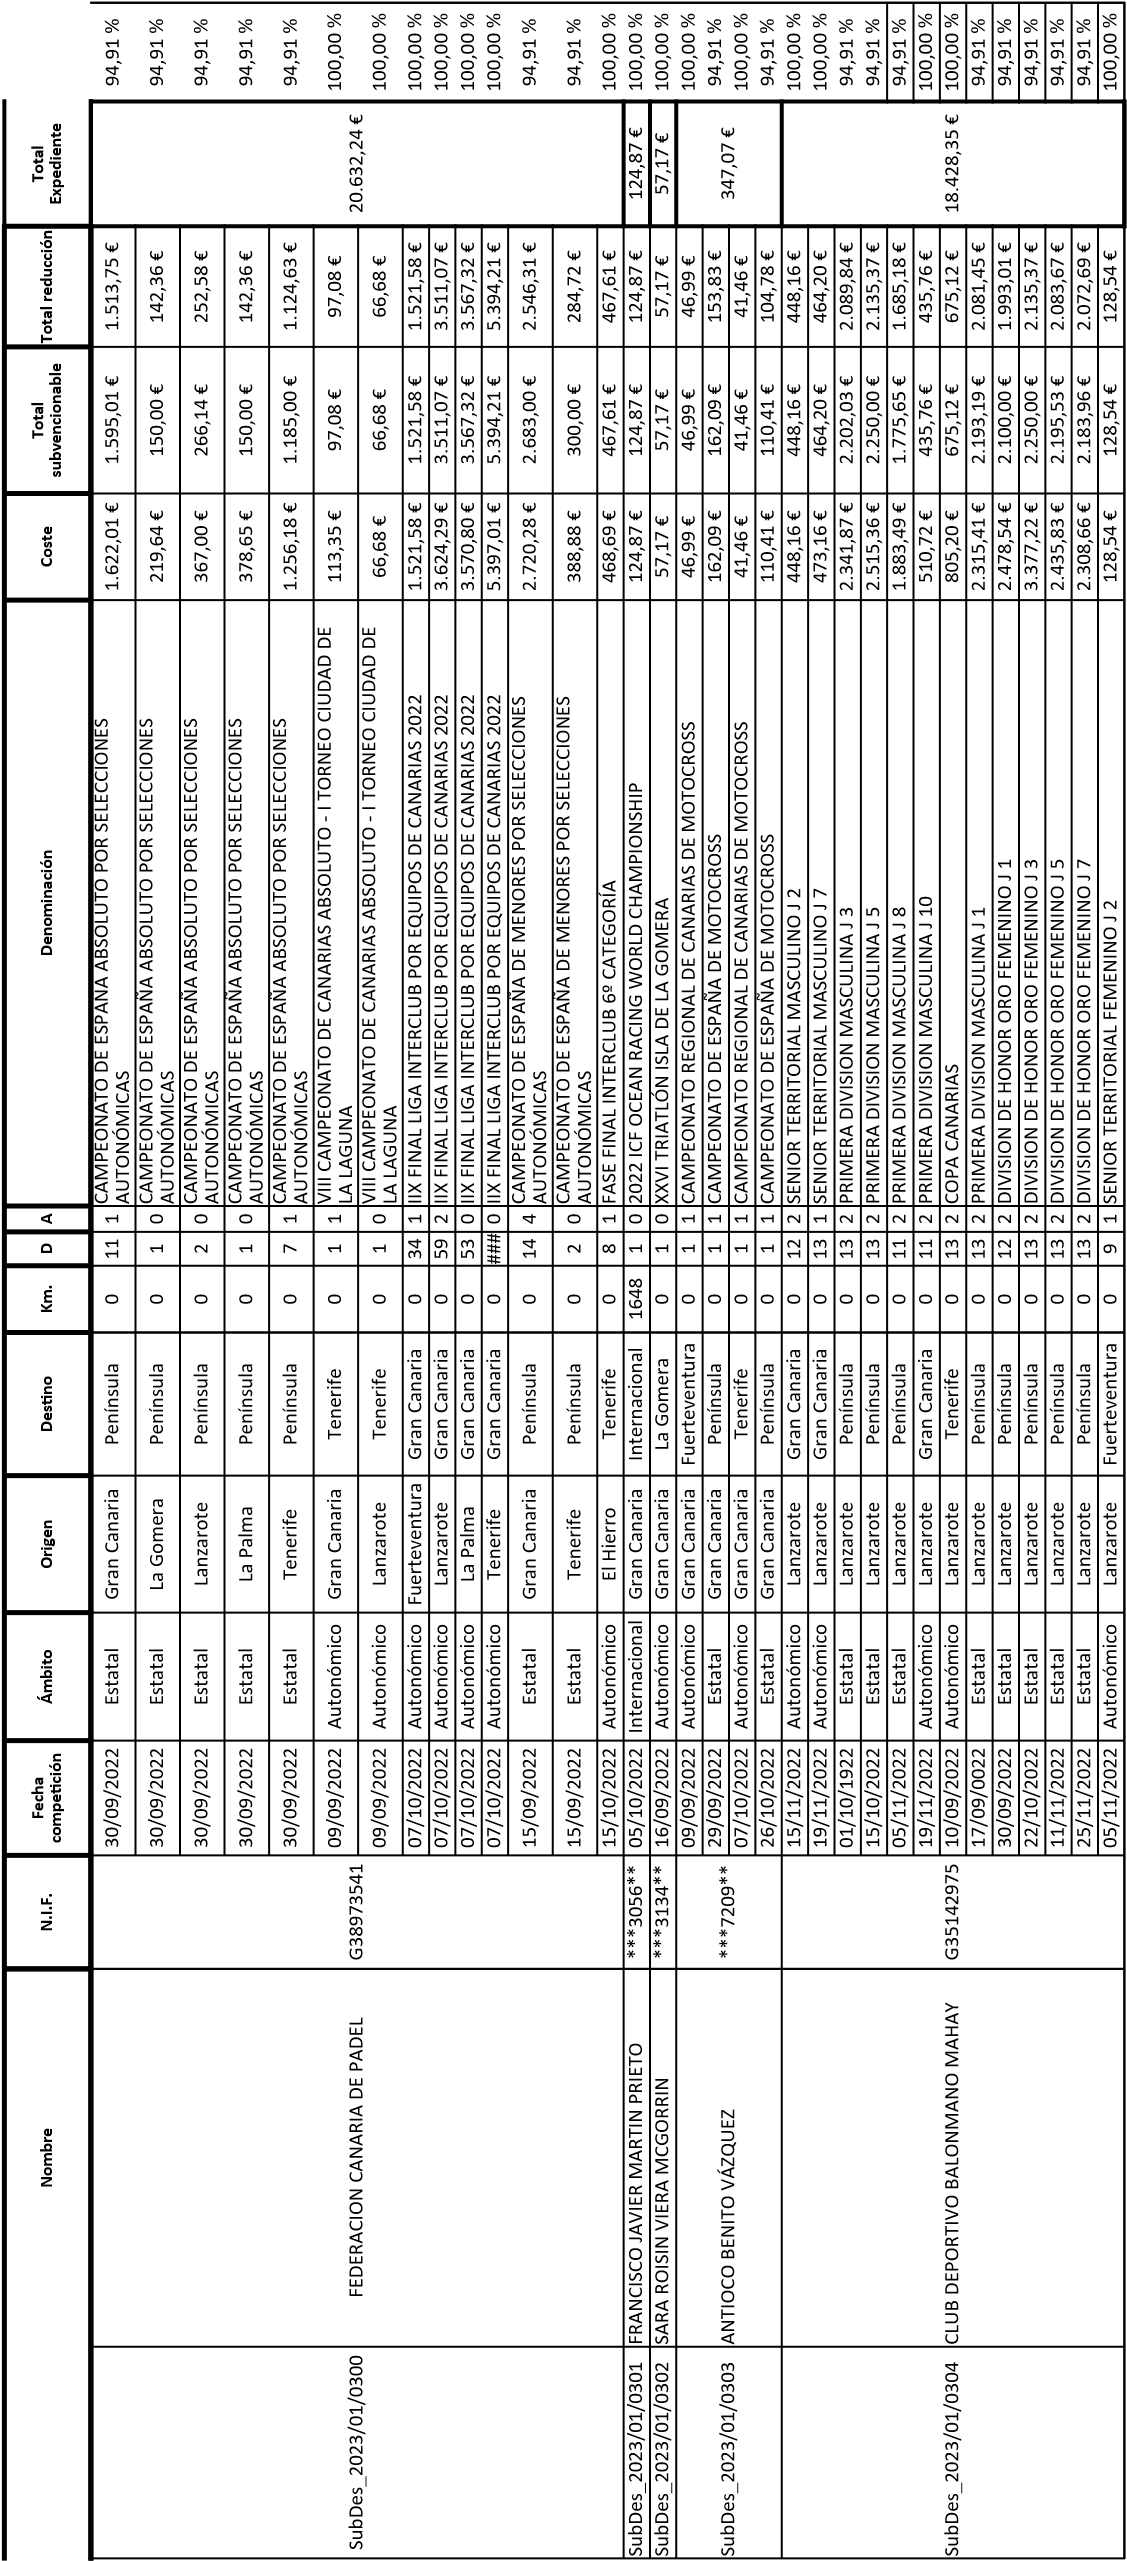 Nombre N.I.F. Fecha competición Ámbito Origen Destino Km. D A Denominación Coste Total subvencionable Total reducción Total Expediente
SubDes_2023/01/0300 FEDERACION CANARIA DE PADEL G38973541 20.632,24 €
30/09/2022 Estatal Gran Canaria Península 0 11 1 CAMPEONATO DE ESPAÑA ABSOLUTO POR SELECCIONES AUTONÓMICAS 1.622,01 € 1.595,01 € 1.513,75 € 94,91 %
30/09/2022 Estatal La Gomera Península 0 1 0 CAMPEONATO DE ESPAÑA ABSOLUTO POR SELECCIONES AUTONÓMICAS 219,64 € 150,00 € 142,36 € 94,91 %
30/09/2022 Estatal Lanzarote Península 0 2 0 CAMPEONATO DE ESPAÑA ABSOLUTO POR SELECCIONES AUTONÓMICAS 367,00 € 266,14 € 252,58 € 94,91 %
30/09/2022 Estatal La Palma Península 0 1 0 CAMPEONATO DE ESPAÑA ABSOLUTO POR SELECCIONES AUTONÓMICAS 378,65 € 150,00 € 142,36 € 94,91 %
30/09/2022 Estatal Tenerife Península 0 7 1 CAMPEONATO DE ESPAÑA ABSOLUTO POR SELECCIONES AUTONÓMICAS 1.256,18 € 1.185,00 € 1.124,63 € 94,91 %
09/09/2022 Autonómico Gran Canaria Tenerife 0 1 1 VIII CAMPEONATO DE CANARIAS ABSOLUTO - I TORNEO CIUDAD DE LA LAGUNA 113,35 € 97,08 € 97,08 € 100,00 %
09/09/2022 Autonómico Lanzarote Tenerife 0 1 0 VIII CAMPEONATO DE CANARIAS ABSOLUTO - I TORNEO CIUDAD DE LA LAGUNA 66,68 € 66,68 € 66,68 € 100,00 %
07/10/2022 Autonómico Fuerteventura Gran Canaria 0 34 1 IIX FINAL LIGA INTERCLUB POR EQUIPOS DE CANARIAS 2022 1.521,58 € 1.521,58 € 1.521,58 € 100,00 %
07/10/2022 Autonómico Lanzarote Gran Canaria 0 59 2 IIX FINAL LIGA INTERCLUB POR EQUIPOS DE CANARIAS 2022 3.624,29 € 3.511,07 € 3.511,07 € 100,00 %
07/10/2022 Autonómico La Palma Gran Canaria 0 53 0 IIX FINAL LIGA INTERCLUB POR EQUIPOS DE CANARIAS 2022 3.570,80 € 3.567,32 € 3.567,32 € 100,00 %
07/10/2022 Autonómico Tenerife Gran Canaria 0 ### 0 IIX FINAL LIGA INTERCLUB POR EQUIPOS DE CANARIAS 2022 5.397,01 € 5.394,21 € 5.394,21 € 100,00 %
15/09/2022 Estatal Gran Canaria Península 0 14 4 CAMPEONATO DE ESPAÑA DE MENORES POR SELECCIONES AUTONÓMICAS 2.720,28 € 2.683,00 € 2.546,31 € 94,91 %
15/09/2022 Estatal Tenerife Península 0 2 0 CAMPEONATO DE ESPAÑA DE MENORES POR SELECCIONES AUTONÓMICAS 388,88 € 300,00 € 284,72 € 94,91 %
15/10/2022 Autonómico El Hierro Tenerife 0 8 1 FASE FINAL INTERCLUB 6º CATEGORÍA 468,69 € 467,61 € 467,61 € 100,00 %
SubDes_2023/01/0301 FRANCISCO JAVIER MARTIN PRIETO ***3056** 05/10/2022 Internacional Gran Canaria Internacional 1648 1 0 2022 ICF OCEAN RACING WORLD CHAMPIONSHIP 124,87 € 124,87 € 124,87 € 124,87 € 100,00 %
SubDes_2023/01/0302 SARA ROISIN VIERA MCGORRIN ***3134** 16/09/2022 Autonómico Gran Canaria La Gomera 0 1 0 XXVI TRIATLÓN ISLA DE LA GOMERA 57,17 € 57,17 € 57,17 € 57,17 € 100,00 %
SubDes_2023/01/0303 ANTIOCO BENITO VÁZQUEZ ***7209** 347,07 €
09/09/2022 Autonómico Gran Canaria Fuerteventura 0 1 1 CAMPEONATO REGIONAL DE CANARIAS DE MOTOCROSS 46,99 € 46,99 € 46,99 € 100,00 %
29/09/2022 Estatal Gran Canaria Península 0 1 1 CAMPEONATO DE ESPAÑA DE MOTOCROSS 162,09 € 162,09 € 153,83 € 94,91 %
07/10/2022 Autonómico Gran Canaria Tenerife 0 1 1 CAMPEONATO REGIONAL DE CANARIAS DE MOTOCROSS 41,46 € 41,46 € 41,46 € 100,00 %
26/10/2022 Estatal Gran Canaria Península 0 1 1 CAMPEONATO DE ESPAÑA DE MOTOCROSS 110,41 € 110,41 € 104,78 € 94,91 %
SubDes_2023/01/0304 CLUB DEPORTIVO BALONMANO MAHAY G35142975 18.428,35 €
15/11/2022 Autonómico Lanzarote Gran Canaria 0 12 2 SENIOR TERRITORIAL MASCULINO J 2 448,16 € 448,16 € 448,16 € 100,00 %
19/11/2022 Autonómico Lanzarote Gran Canaria 0 13 1 SENIOR TERRITORIAL MASCULINO J 7 473,16 € 464,20 € 464,20 € 100,00 %
01/10/1922 Estatal Lanzarote Península 0 13 2 PRIMERA DIVISION MASCULINA J 3 2.341,87 € 2.202,03 € 2.089,84 € 94,91 %
15/10/2022 Estatal Lanzarote Península 0 13 2 PRIMERA DIVISION MASCULINA J 5 2.515,36 € 2.250,00 € 2.135,37 € 94,91 %
05/11/2022 Estatal Lanzarote Península 0 11 2 PRIMERA DIVISION MASCULINA J 8 1.883,49 € 1.775,65 € 1.685,18 € 94,91 %
19/11/2022 Autonómico Lanzarote Gran Canaria 0 11 2 PRIMERA DIVISION MASCULINA J 10 510,72 € 435,76 € 435,76 € 100,00 %
10/09/2022 Autonómico Lanzarote Tenerife 0 13 2 COPA CANARIAS 805,20 € 675,12 € 675,12 € 100,00 %
17/09/0022 Estatal Lanzarote Península 0 13 2 PRIMERA DIVISION MASCULINA J 1 2.315,41 € 2.193,19 € 2.081,45 € 94,91 %
30/09/2022 Estatal Lanzarote Península 0 12 2 DIVISION DE HONOR ORO FEMENINO J 1 2.478,54 € 2.100,00 € 1.993,01 € 94,91 %
22/10/2022 Estatal Lanzarote Península 0 13 2 DIVISION DE HONOR ORO FEMENINO J 3 3.377,22 € 2.250,00 € 2.135,37 € 94,91 %
11/11/2022 Estatal Lanzarote Península 0 13 2 DIVISION DE HONOR ORO FEMENINO J 5 2.435,83 € 2.195,53 € 2.083,67 € 94,91 %
25/11/2022 Estatal Lanzarote Península 0 13 2 DIVISION DE HONOR ORO FEMENINO J 7 2.308,66 € 2.183,96 € 2.072,69 € 94,91 %
05/11/2022 Autonómico Lanzarote Fuerteventura 0 9 1 SENIOR TERRITORIAL FEMENINO J 2 128,54 € 128,54 € 128,54 € 100,00 %